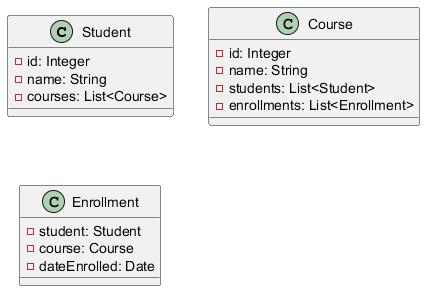 C Student
id: Integer
name: String
courses: List<Course>
C Course
id: Integer
name: String
students: List<Student>
enrollments: List<Enrollment>
C Enrollment
student: Student
course: Course
dateEnrolled: Date